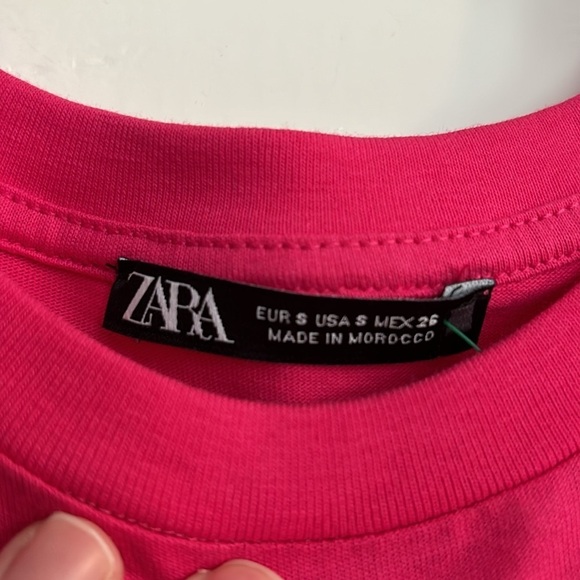 ZARA
EUR S USA S MEX 26
MADE IN MOROCCO